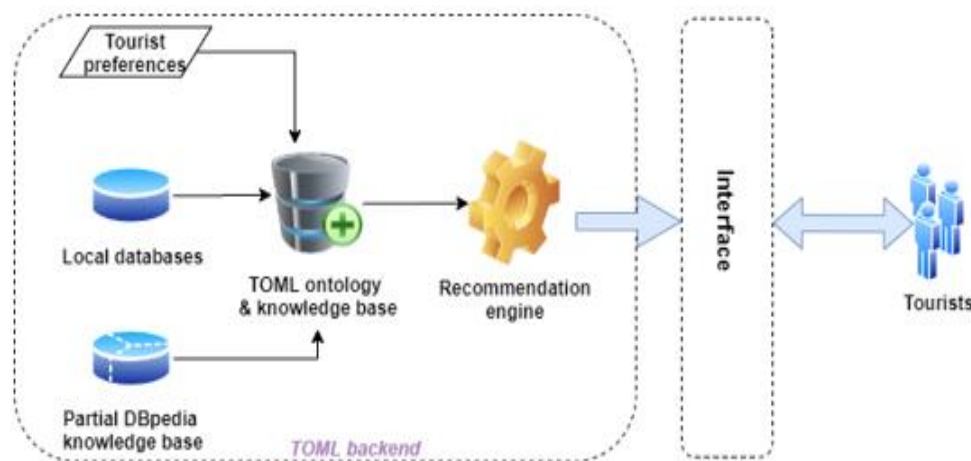 Tourist
preferences
Local databases
TOML ontology
& knowledge base
Recommendation
engine
Partial DBpedia
knowledge base
TOML backend
Interface
Tourists